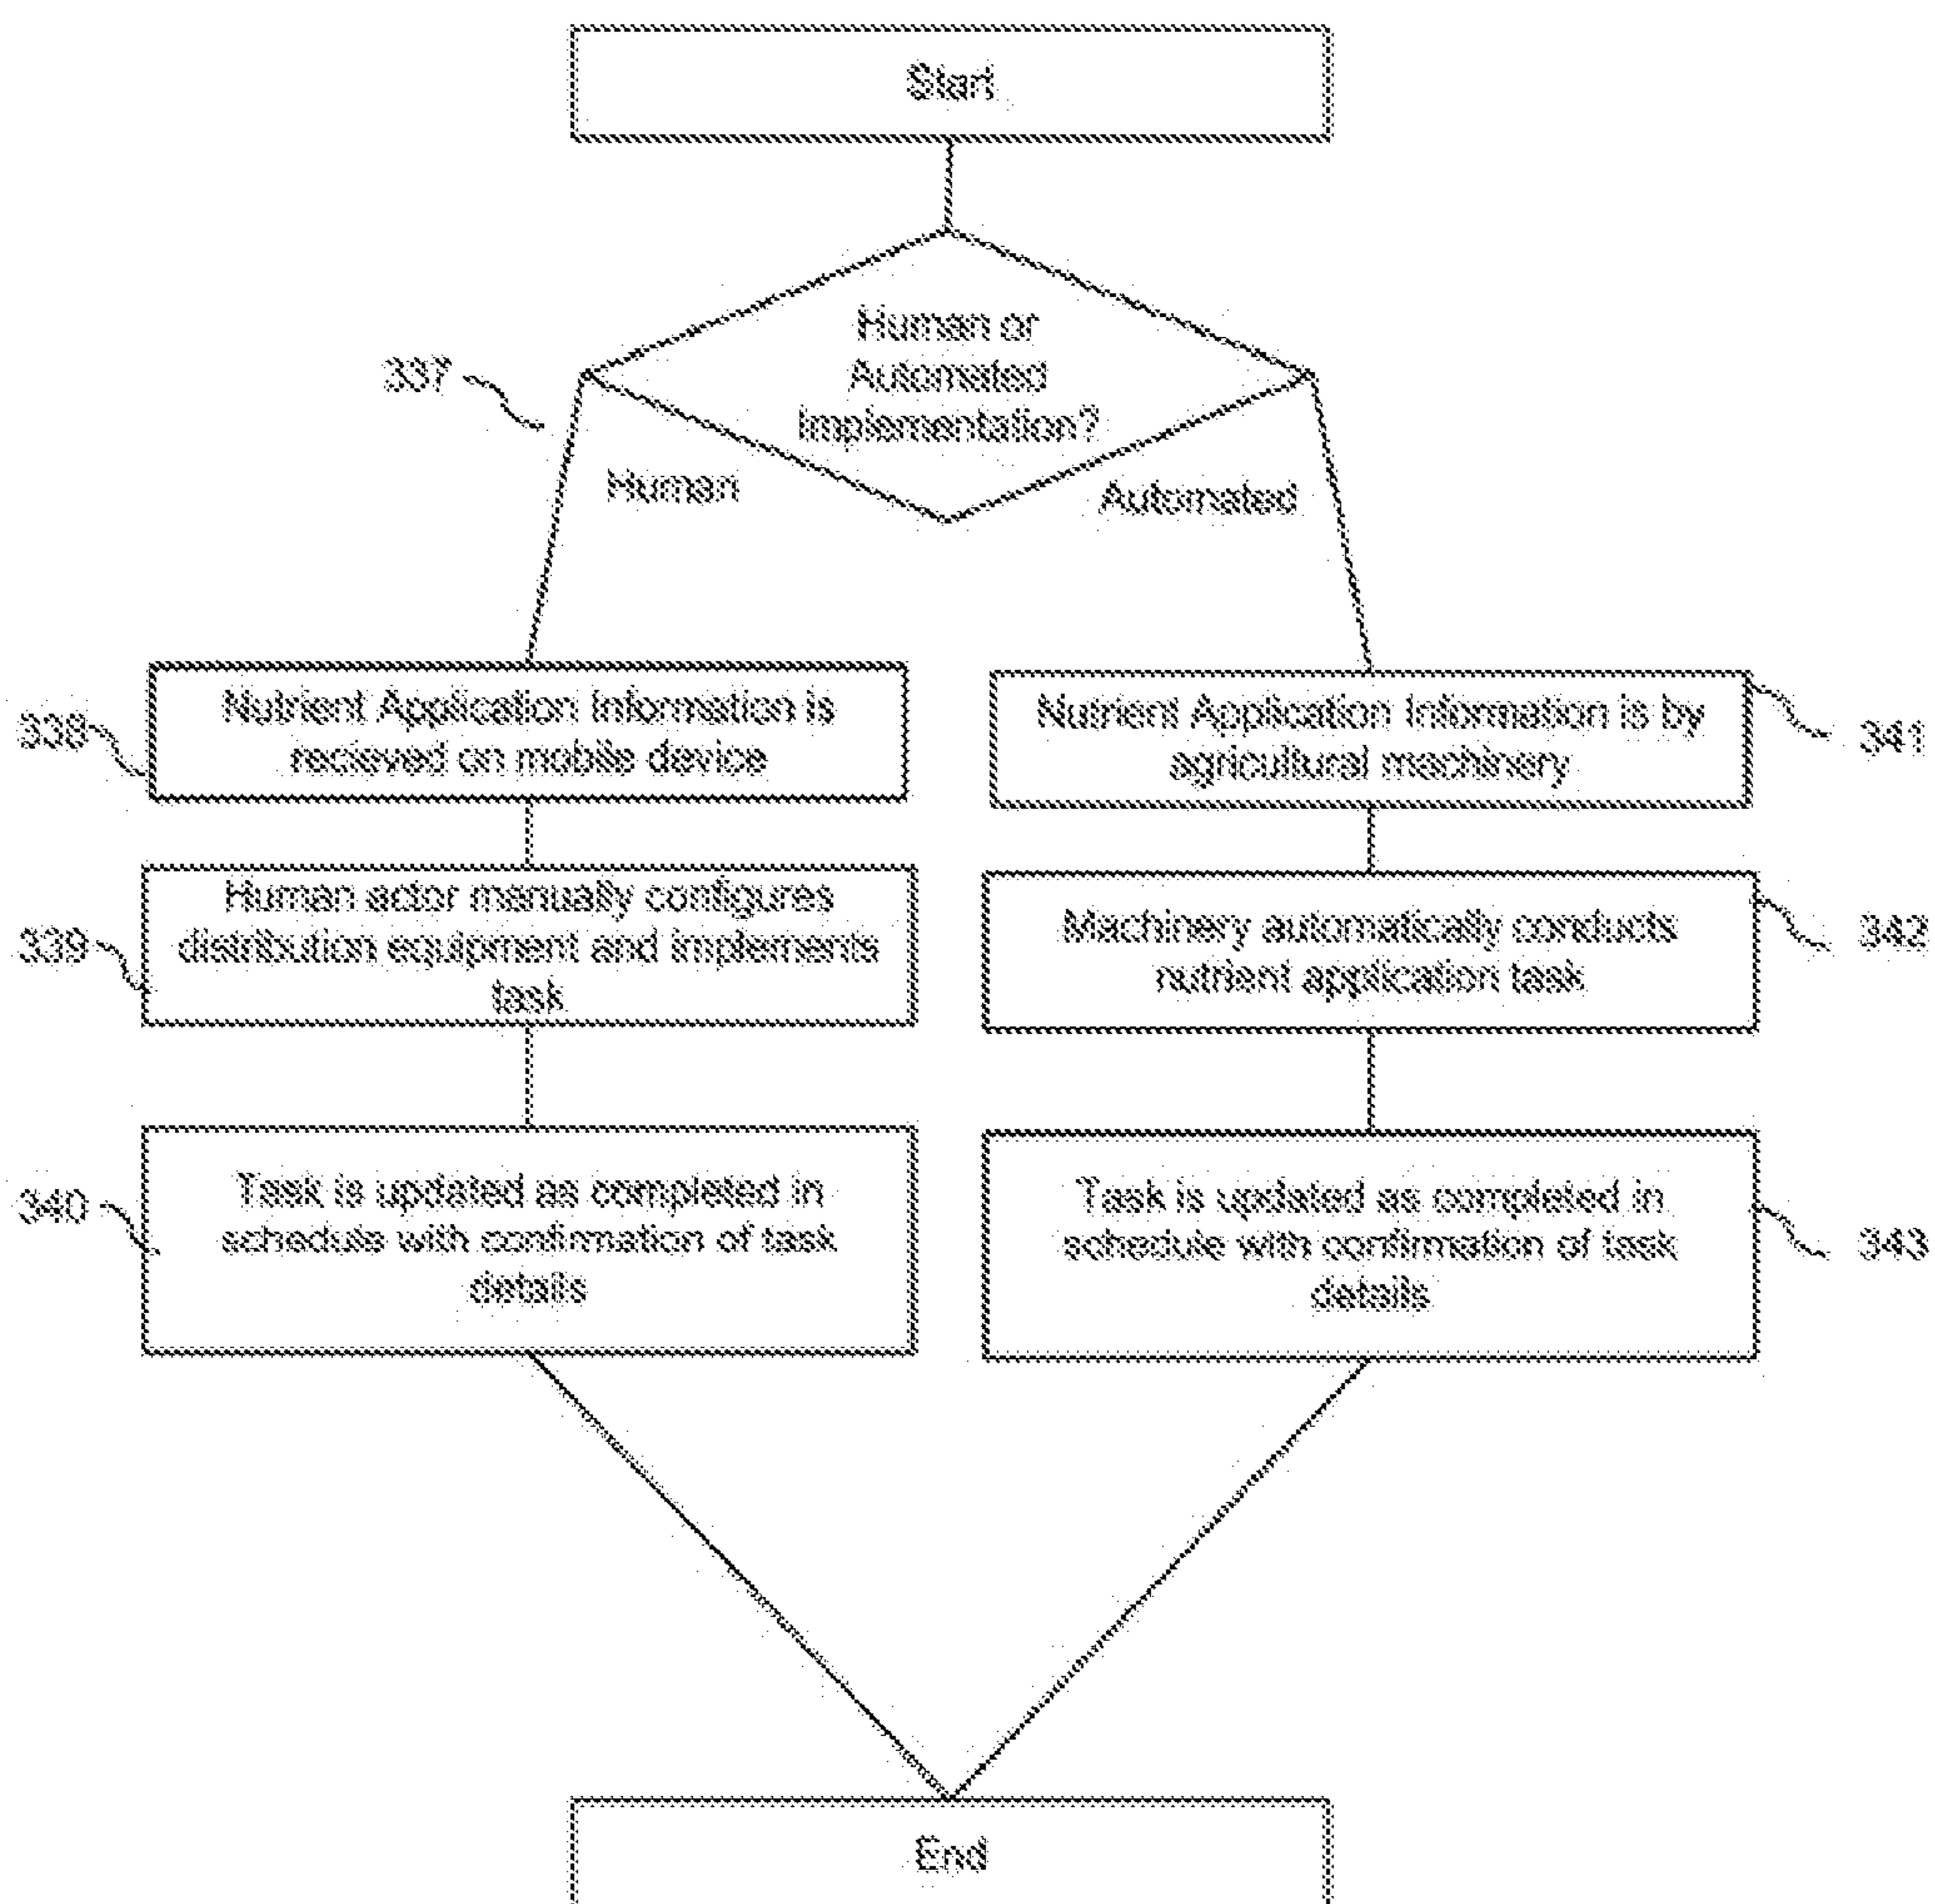 Start
Human or
Automated
Implementation?
337
Human
Automated
Nutrient Application Information is
recieved on mobile device
338
Nutrient Application Information is by
agricultural machinery
341
Human actor manually configures
distribution equipment and implements
task
339
Machinery automatically conducts
nutrient application task
342
Task is updated as completed in
schedule with confirmation of task
details
340
Task is updated as completed in
schedule with confirmation of task
details
343
End